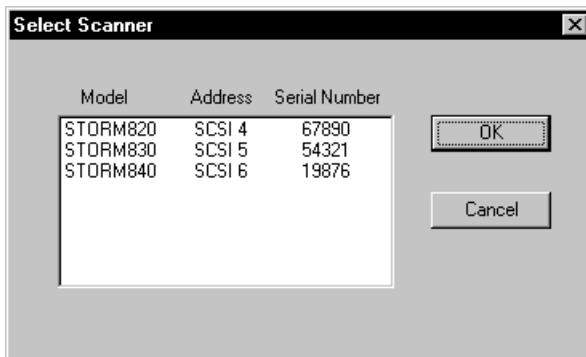 Select Scanner
Model Address Serial Number
STORM820 SCSI 4 67890
STORM830 SCSI 5 54321
STORM840 SCSI 6 19876
OK
Cancel